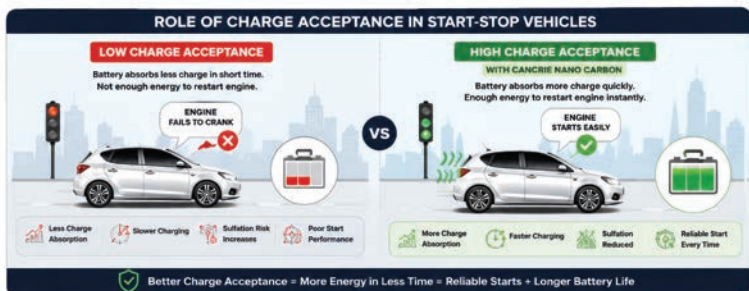 ROLE OF CHARGE ACCEPTANCE IN START-STOP VEHICLES
LOW CHARGE ACCEPTANCE
Battery absorbs less charge in short time.
Not enough energy to restart engine.
ENGINE
FAILS TO CRANK
Less Charge
Absorption
Slower Charging
Sulfation Risk
Increases
Poor Start
Performance
VS
HIGH CHARGE ACCEPTANCE
WITH CANCRIE NANO CARBON
Battery absorbs more charge quickly.
Enough energy to restart engine instantly.
ENGINE
STARTS EASILY
More Charge
Absorption
Faster Charging
Sulfation
Reduced
Reliable Start
Every Time
Better Charge Acceptance = More Energy in Less Time = Reliable Starts + Longer Battery Life